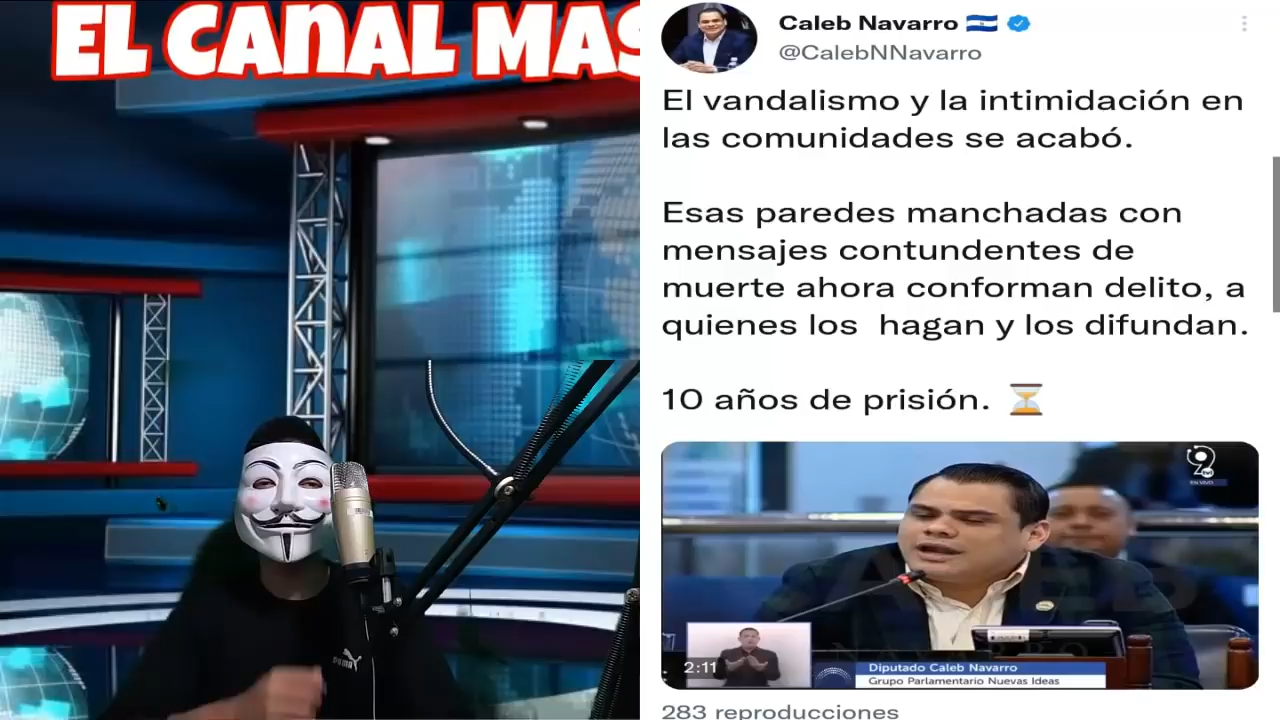 EL CANAL MAS
Caleb Navarro
@CalebNNavarro
El vandalismo y la intimidación en
las comunidades se acabó.
Esas paredes manchadas con
mensajes contundentes de
muerte ahora conforman delito, a
quienes los hagan y los difundan.
10 años de prisión.
EN VIVO
PUMA
2:11
Diputado Caleb Navarro
Grupo Parlamentario Nuevas Ideas
283 reproducciones